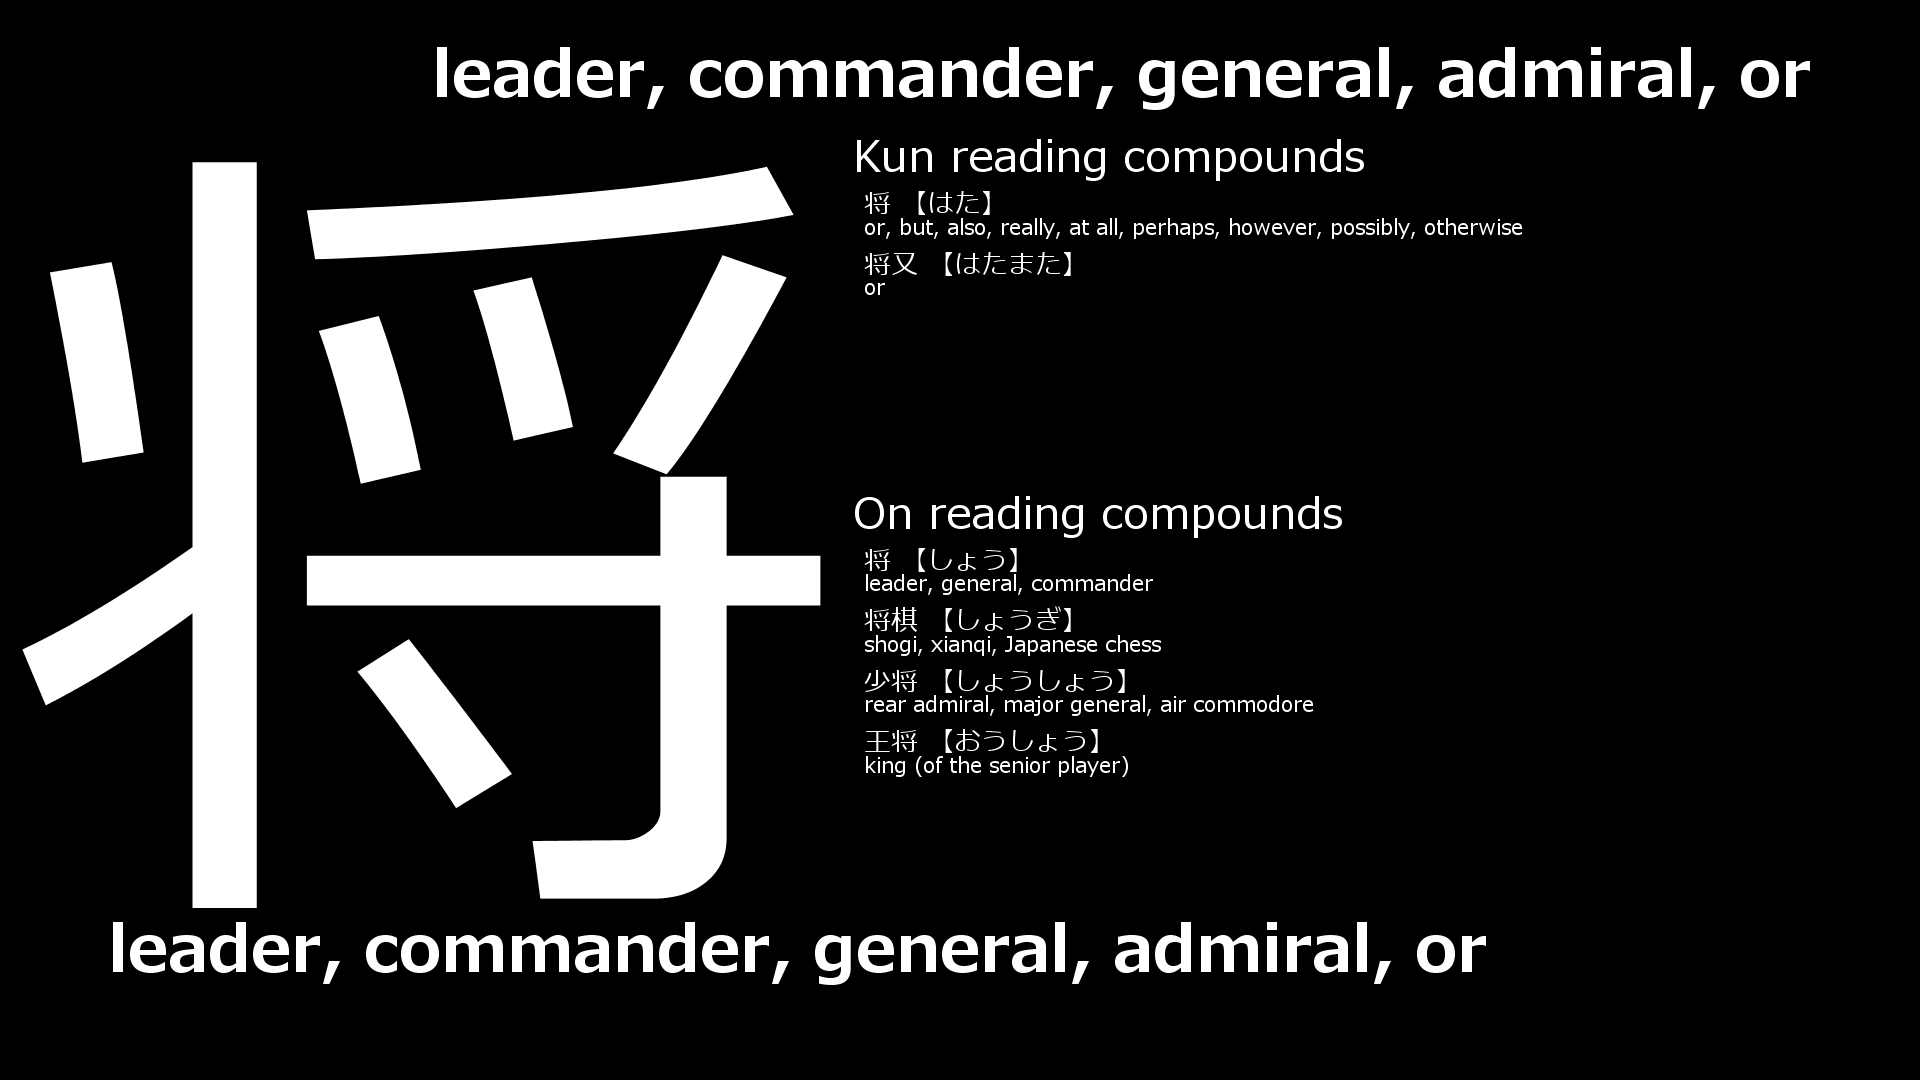 leader, commander, general, admiral, or
将
Kun reading compounds
将 【はた】
or, but, also, really, at all, perhaps, however, possibly, otherwise
将又 【はたまた】
or
On reading compounds
将 【しょう】
leader, general, commander
将棋 【しょうぎ】
shogi, xianqi, Japanese chess
少将 【しょうしょう】
rear admiral, major general, air commodore
王将 【おうしょう】
king (of the senior player)
leader, commander, general, admiral, or